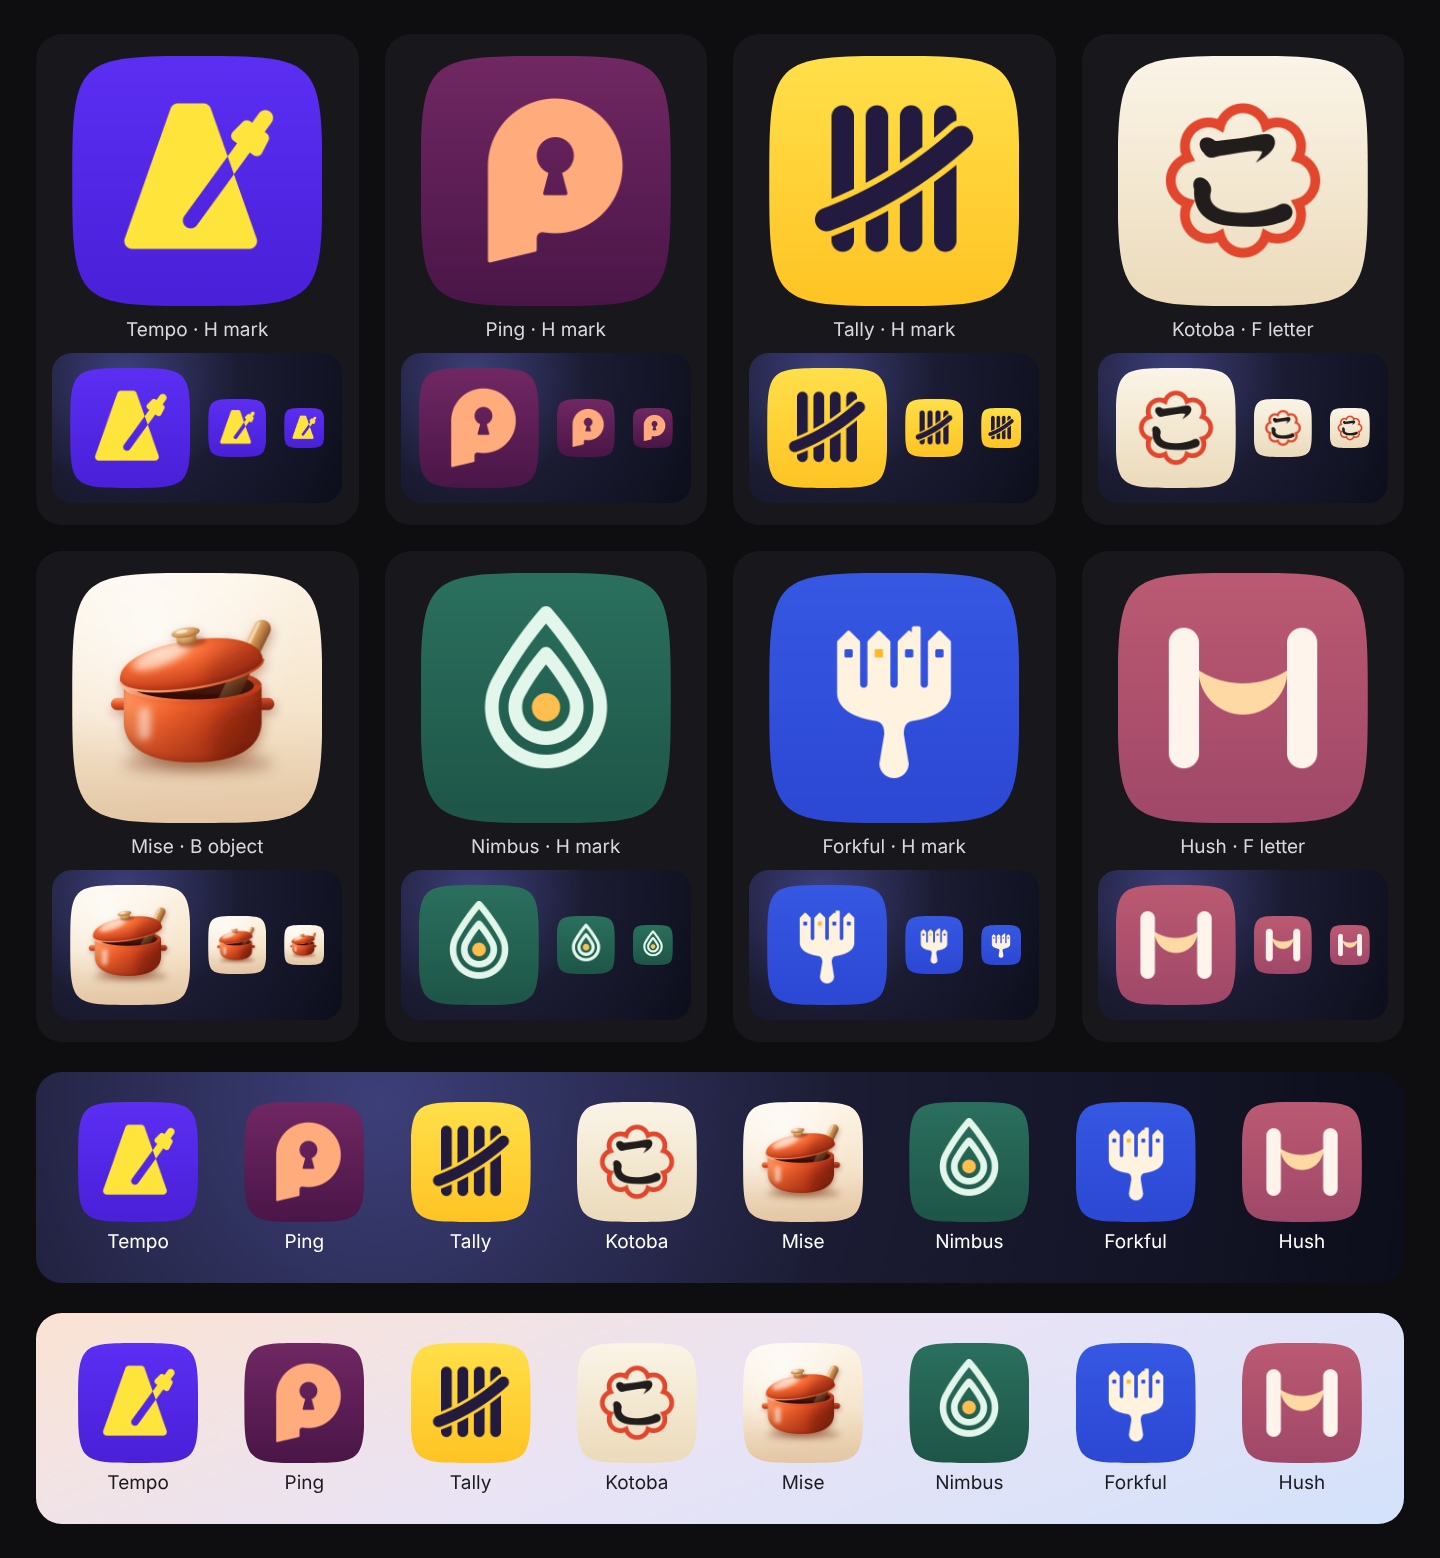 Tempo · H mark
Ping · H mark
Tally · H mark
こ
Kotoba · F letter
Mise · B object
Nimbus · H mark
Forkful · H mark
H
Hush · F letter
Tempo
Ping
Tally
Kotoba
Mise
Nimbus
Forkful
Hush
Tempo
Ping
Tally
Kotoba
Mise
Nimbus
Forkful
Hush